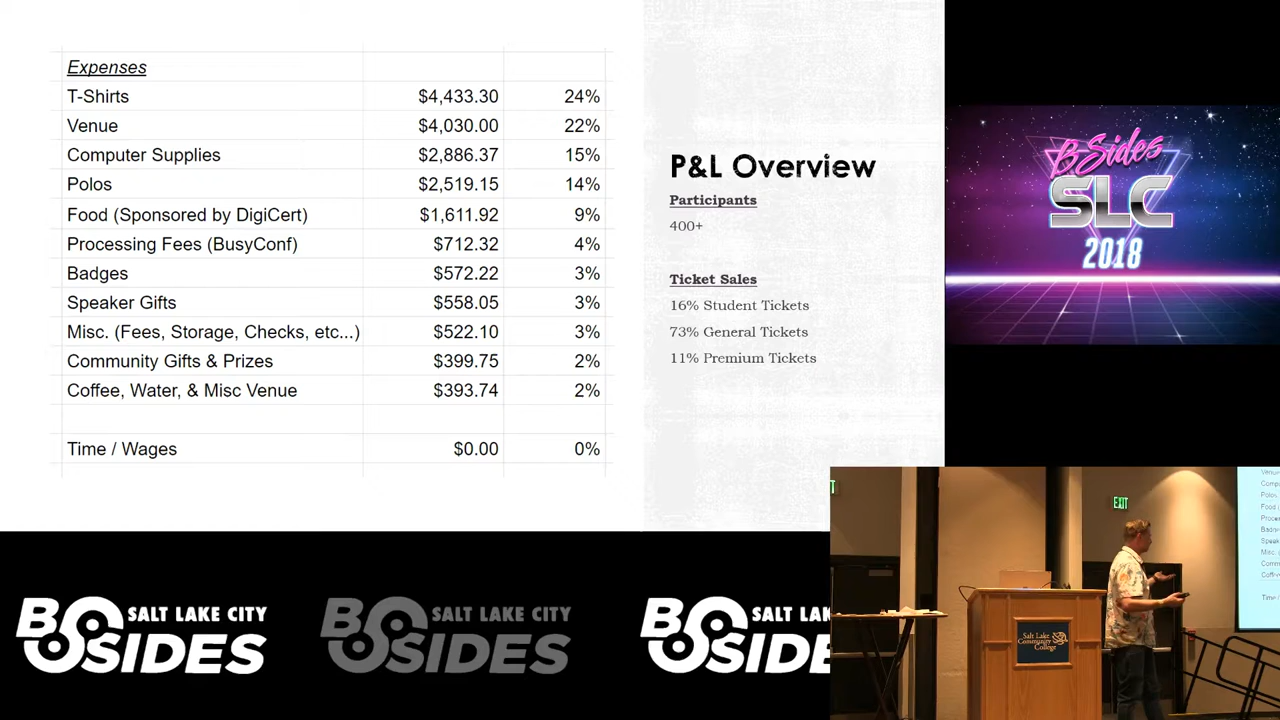 Expenses
T-Shirts $4,433.30 24%
Venue $4,030.00 22%
Computer Supplies $2,886.37 15%
Polos $2,519.15 14%
Food (Sponsored by DigiCert) $1,611.92 9%
Processing Fees (BusyConf) $712.32 4%
Badges $572.22 3%
Speaker Gifts $558.05 3%
Misc. (Fees, Storage, Checks, etc...) $522.10 3%
Community Gifts & Prizes $399.75 2%
Coffee, Water, & Misc Venue $393.74 2%
Time / Wages $0.00 0%
P&L Overview
Participants
400+
Ticket Sales
16% Student Tickets
73% General Tickets
11% Premium Tickets
BSides
SLC
2018
BSIDES SALT LAKE CITY
BSIDES SALT LAKE CITY
BSIDES SALT LAKE
EXIT
Salt Lake
Community
College